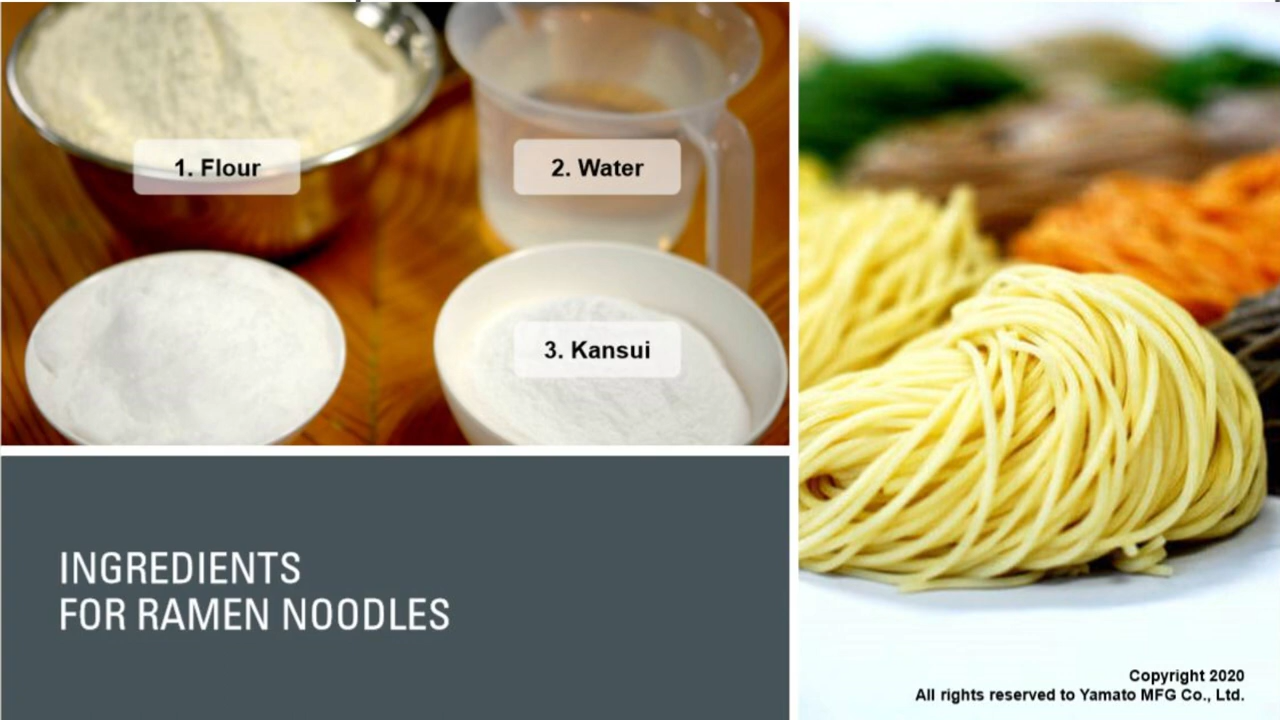 1. Flour
2. Water
3. Kansui
INGREDIENTS
FOR RAMEN NOODLES
Copyright 2020
All rights reserved to Yamato MFG Co., Ltd.